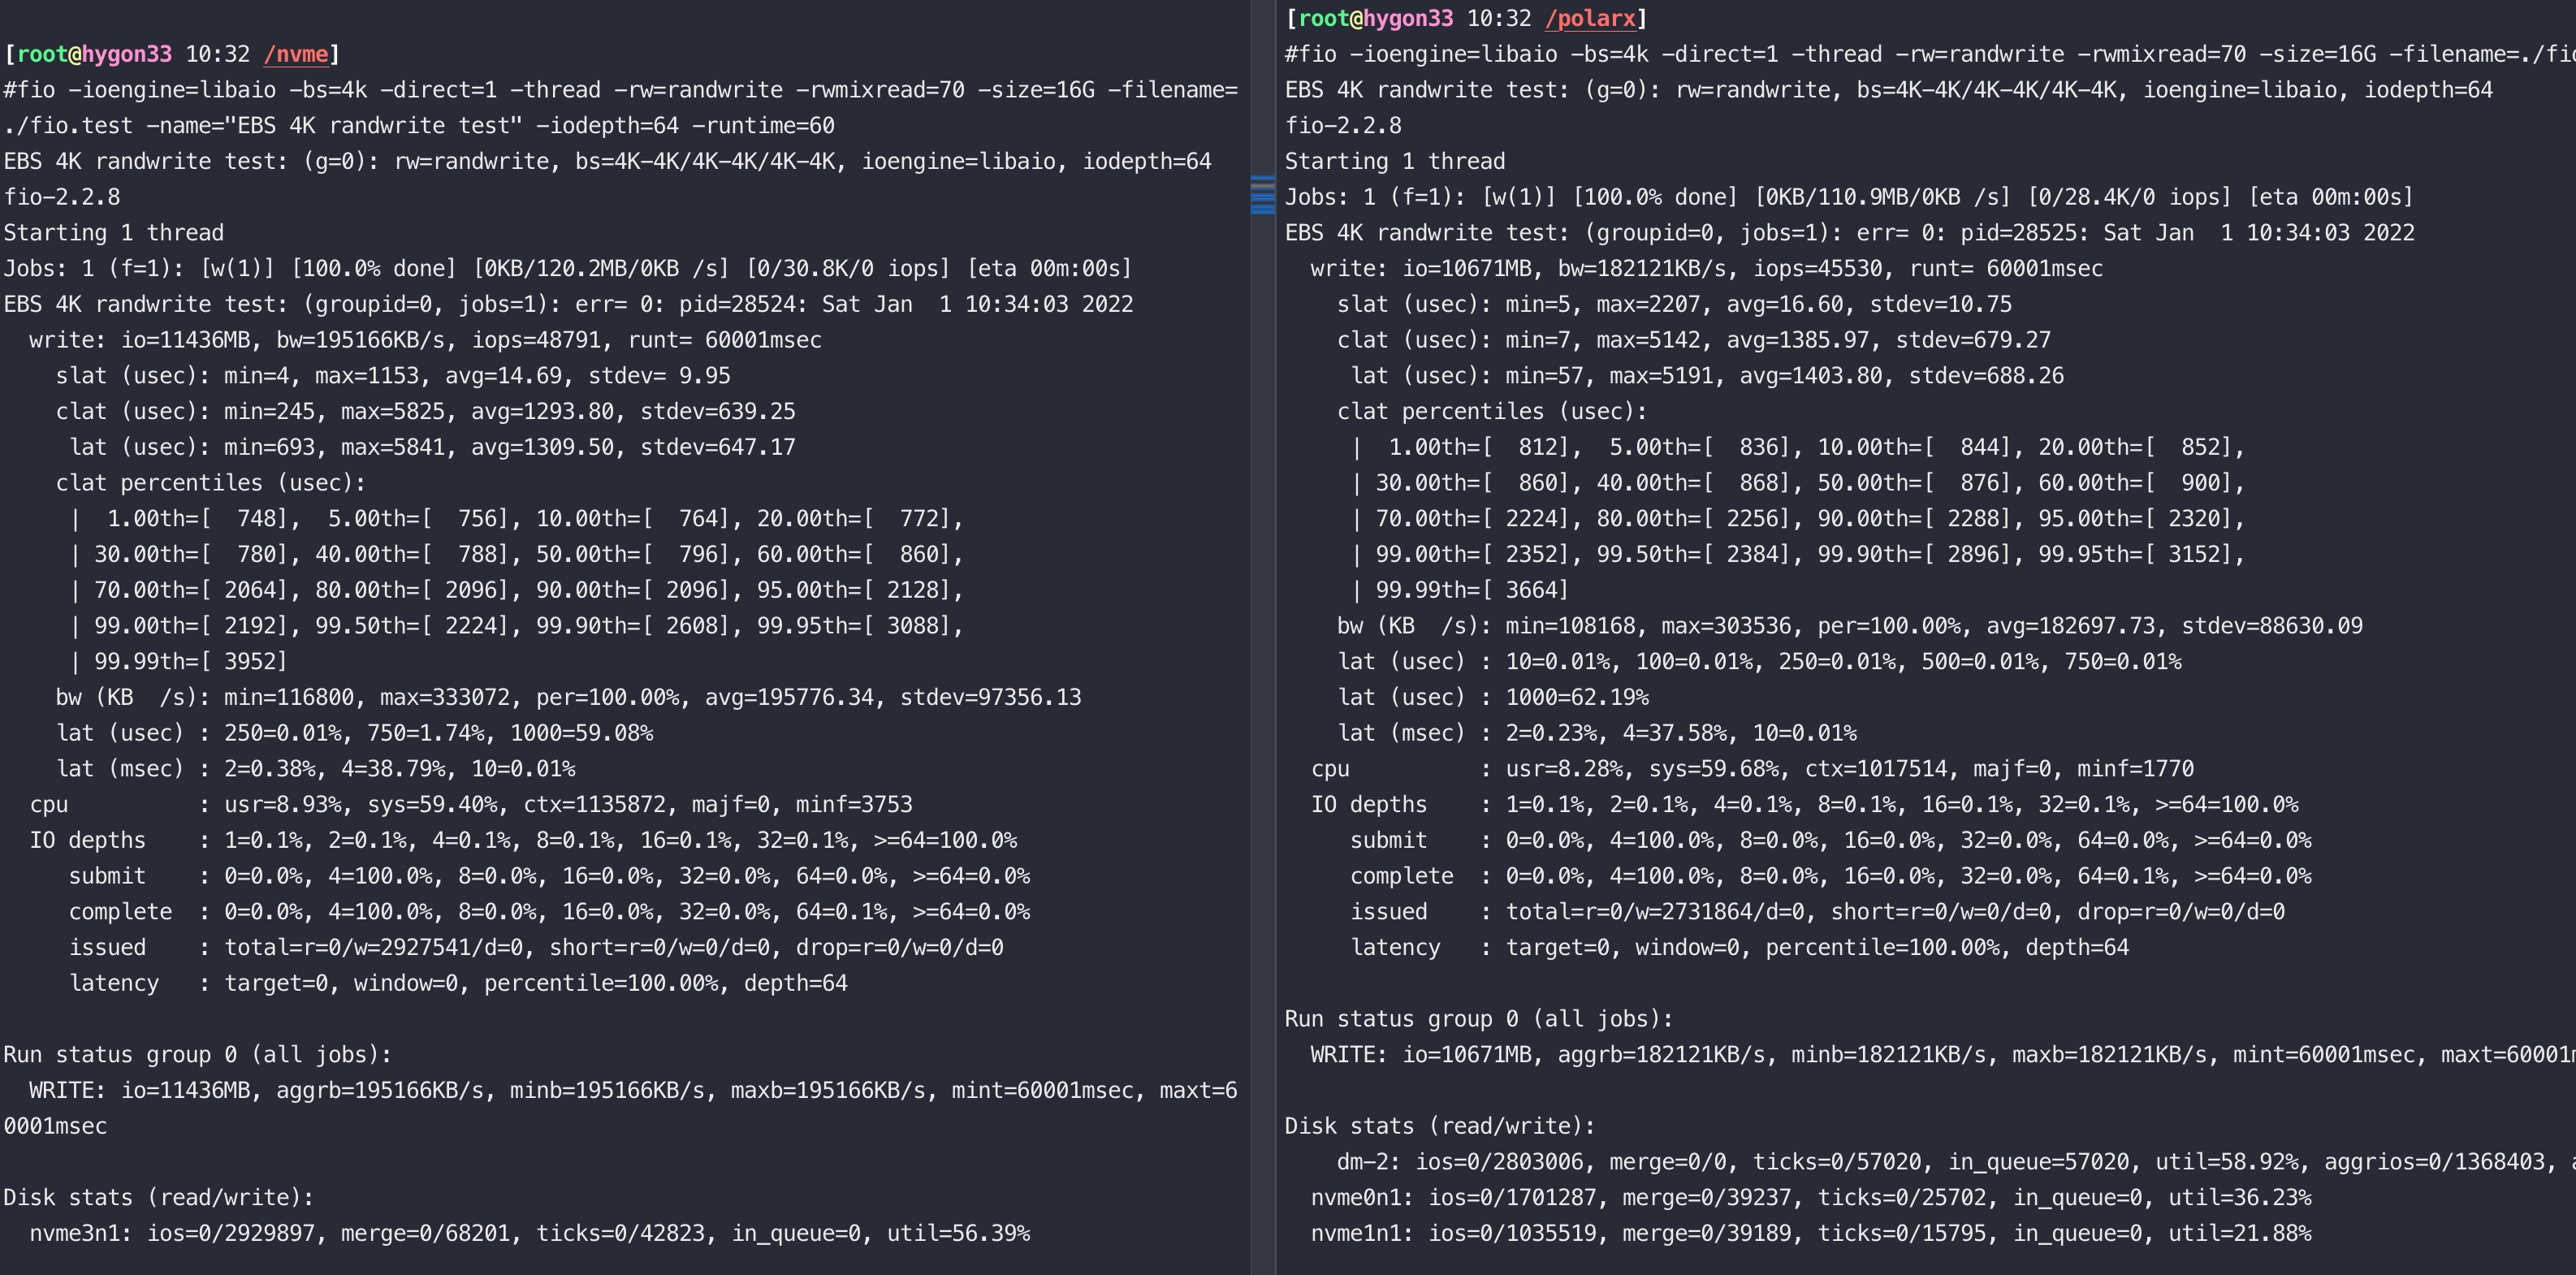 [root@hygon33 10:32 /nvme]
#fio -ioengine=libaio -bs=4k -direct=1 -thread -rw=randwrite -rwmixread=70 -size=16G -filename=
./fio.test -name="EBS 4K randwrite test" -iodepth=64 -runtime=60
EBS 4K randwrite test: (g=0): rw=randwrite, bs=4K-4K/4K-4K/4K-4K, ioengine=libaio, iodepth=64
fio-2.2.8
Starting 1 thread
Jobs: 1 (f=1): [w(1)] [100.0% done] [0KB/120.2MB/0KB /s] [0/30.8K/0 iops] [eta 00m:00s]
EBS 4K randwrite test: (groupid=0, jobs=1): err= 0: pid=28524: Sat Jan  1 10:34:03 2022
  write: io=11436MB, bw=195166KB/s, iops=48791, runt= 60001msec
    slat (usec): min=4, max=1153, avg=14.69, stdev= 9.95
    clat (usec): min=245, max=5825, avg=1293.80, stdev=639.25
     lat (usec): min=693, max=5841, avg=1309.50, stdev=647.17
    clat percentiles (usec):
     |  1.00th=[  748],  5.00th=[  756], 10.00th=[  764], 20.00th=[  772],
     | 30.00th=[  780], 40.00th=[  788], 50.00th=[  796], 60.00th=[  860],
     | 70.00th=[ 2064], 80.00th=[ 2096], 90.00th=[ 2096], 95.00th=[ 2128],
     | 99.00th=[ 2192], 99.50th=[ 2224], 99.90th=[ 2608], 99.95th=[ 3088],
     | 99.99th=[ 3952]
    bw (KB  /s): min=116800, max=333072, per=100.00%, avg=195776.34, stdev=97356.13
    lat (usec) : 250=0.01%, 750=1.74%, 1000=59.08%
    lat (msec) : 2=0.38%, 4=38.79%, 10=0.01%
  cpu          : usr=8.93%, sys=59.40%, ctx=1135872, majf=0, minf=3753
  IO depths    : 1=0.1%, 2=0.1%, 4=0.1%, 8=0.1%, 16=0.1%, 32=0.1%, >=64=100.0%
     submit    : 0=0.0%, 4=100.0%, 8=0.0%, 16=0.0%, 32=0.0%, 64=0.0%, >=64=0.0%
     complete  : 0=0.0%, 4=100.0%, 8=0.0%, 16=0.0%, 32=0.0%, 64=0.1%, >=64=0.0%
     issued    : total=r=0/w=2927541/d=0, short=r=0/w=0/d=0, drop=r=0/w=0/d=0
     latency   : target=0, window=0, percentile=100.00%, depth=64
Run status group 0 (all jobs):
  WRITE: io=11436MB, aggrb=195166KB/s, minb=195166KB/s, maxb=195166KB/s, mint=60001msec, maxt=6
0001msec
Disk stats (read/write):
  nvme3n1: ios=0/2929897, merge=0/68201, ticks=0/42823, in_queue=0, util=56.39%
[root@hygon33 10:32 /polarx]
#fio -ioengine=libaio -bs=4k -direct=1 -thread -rw=randwrite -rwmixread=70 -size=16G -filename=./fi
EBS 4K randwrite test: (g=0): rw=randwrite, bs=4K-4K/4K-4K/4K-4K, ioengine=libaio, iodepth=64
fio-2.2.8
Starting 1 thread
Jobs: 1 (f=1): [w(1)] [100.0% done] [0KB/110.9MB/0KB /s] [0/28.4K/0 iops] [eta 00m:00s]
EBS 4K randwrite test: (groupid=0, jobs=1): err= 0: pid=28525: Sat Jan  1 10:34:03 2022
  write: io=10671MB, bw=182121KB/s, iops=45530, runt= 60001msec
    slat (usec): min=5, max=2207, avg=16.60, stdev=10.75
    clat (usec): min=7, max=5142, avg=1385.97, stdev=679.27
     lat (usec): min=57, max=5191, avg=1403.80, stdev=688.26
    clat percentiles (usec):
     |  1.00th=[  812],  5.00th=[  836], 10.00th=[  844], 20.00th=[  852],
     | 30.00th=[  860], 40.00th=[  868], 50.00th=[  876], 60.00th=[  900],
     | 70.00th=[ 2224], 80.00th=[ 2256], 90.00th=[ 2288], 95.00th=[ 2320],
     | 99.00th=[ 2352], 99.50th=[ 2384], 99.90th=[ 2896], 99.95th=[ 3152],
     | 99.99th=[ 3664]
    bw (KB  /s): min=108168, max=303536, per=100.00%, avg=182697.73, stdev=88630.09
    lat (usec) : 10=0.01%, 100=0.01%, 250=0.01%, 500=0.01%, 750=0.01%
    lat (usec) : 1000=62.19%
    lat (msec) : 2=0.23%, 4=37.58%, 10=0.01%
  cpu          : usr=8.28%, sys=59.68%, ctx=1017514, majf=0, minf=1770
  IO depths    : 1=0.1%, 2=0.1%, 4=0.1%, 8=0.1%, 16=0.1%, 32=0.1%, >=64=100.0%
     submit    : 0=0.0%, 4=100.0%, 8=0.0%, 16=0.0%, 32=0.0%, 64=0.0%, >=64=0.0%
     complete  : 0=0.0%, 4=100.0%, 8=0.0%, 16=0.0%, 32=0.0%, 64=0.1%, >=64=0.0%
     issued    : total=r=0/w=2731864/d=0, short=r=0/w=0/d=0, drop=r=0/w=0/d=0
     latency   : target=0, window=0, percentile=100.00%, depth=64
Run status group 0 (all jobs):
  WRITE: io=10671MB, aggrb=182121KB/s, minb=182121KB/s, maxb=182121KB/s, mint=60001msec, maxt=60001
Disk stats (read/write):
    dm-2: ios=0/2803006, merge=0/0, ticks=0/57020, in_queue=57020, util=58.92%, aggrios=0/1368403,
  nvme0n1: ios=0/1701287, merge=0/39237, ticks=0/25702, in_queue=0, util=36.23%
  nvme1n1: ios=0/1035519, merge=0/39189, ticks=0/15795, in_queue=0, util=21.88%